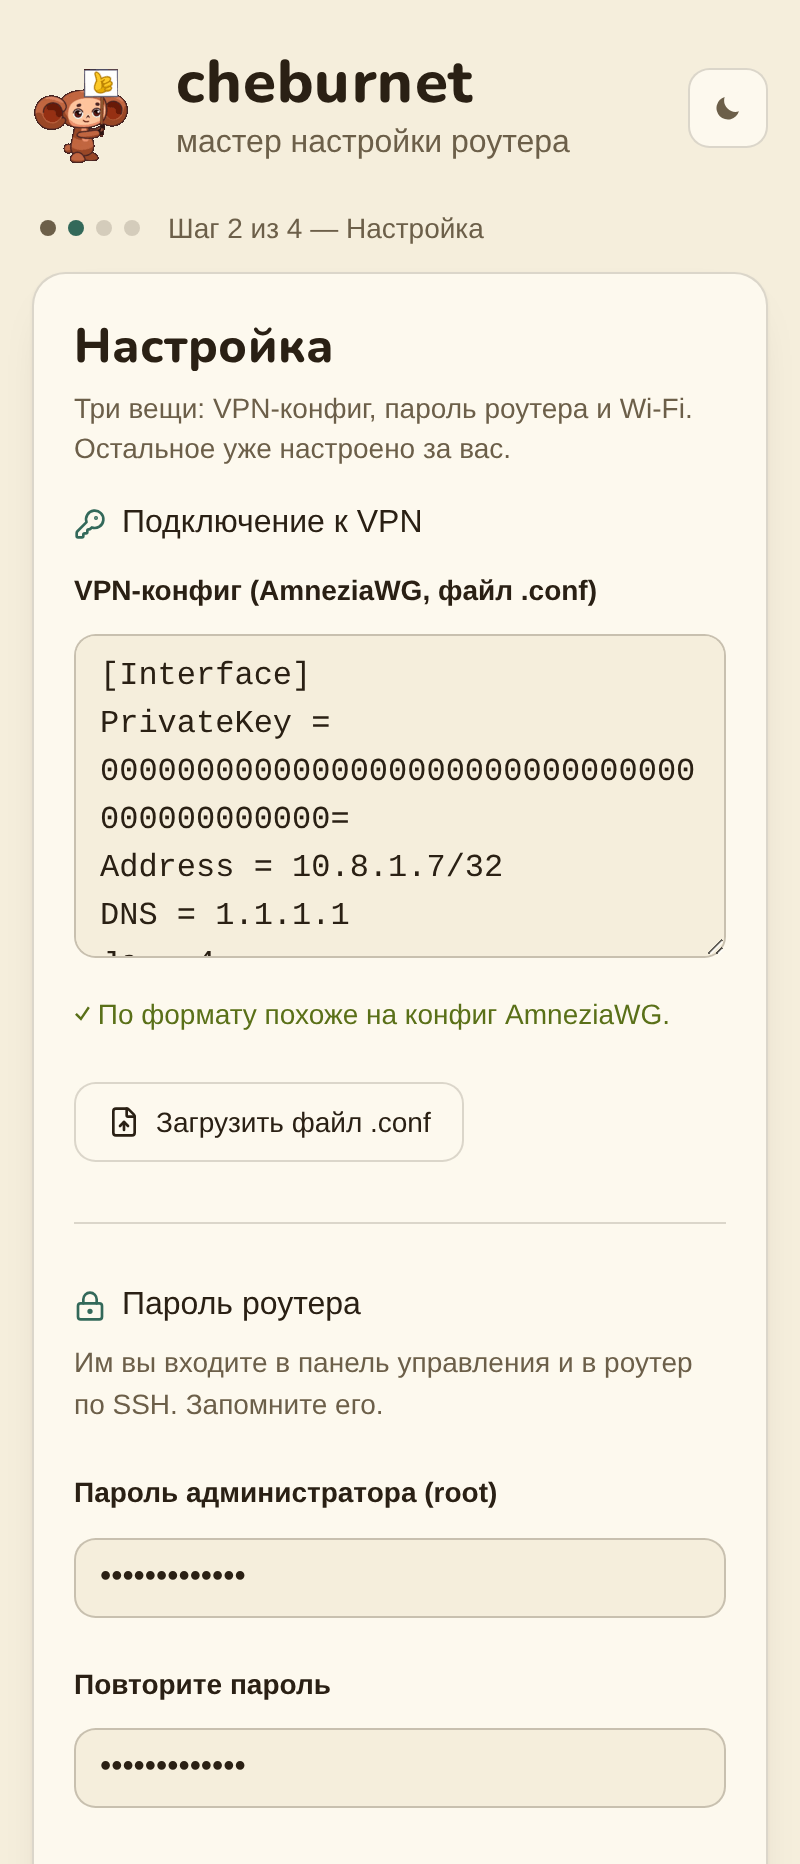 cheburnet
мастер настройки роутера
Шаг 2 из 4 — Настройка
Настройка
Три вещи: VPN-конфиг, пароль роутера и Wi-Fi.
Остальное уже настроено за вас.
Подключение к VPN
VPN-конфиг (AmneziaWG, файл .conf)
[Interface]
PrivateKey =
0000000000000000000000000000000
000000000000=
Address = 10.8.1.7/32
DNS = 1.1.1.1
По формату похоже на конфиг AmneziaWG.
Загрузить файл .conf
Пароль роутера
Им вы входите в панель управления и в роутер
по SSH. Запомните его.
Пароль администратора (root)
•••••••••••••
Повторите пароль
•••••••••••••